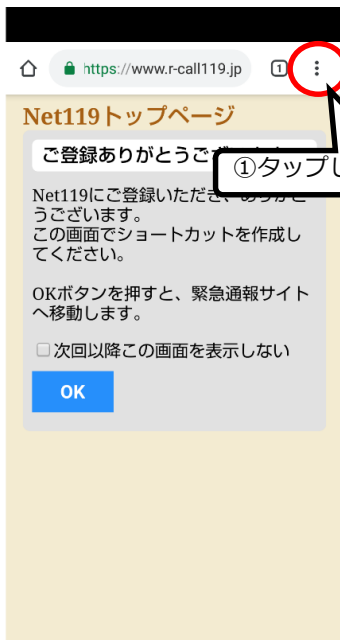 https://www.r-call119.jp
1
Net119トップページ
ご登録ありがとうご
①タップし
Net119にご登録いただき、ありがと
うございます。
この画面でショートカットを作成し
てください。
OKボタンを押すと、緊急通報サイト
へ移動します。
次回以降この画面を表示しない
OK